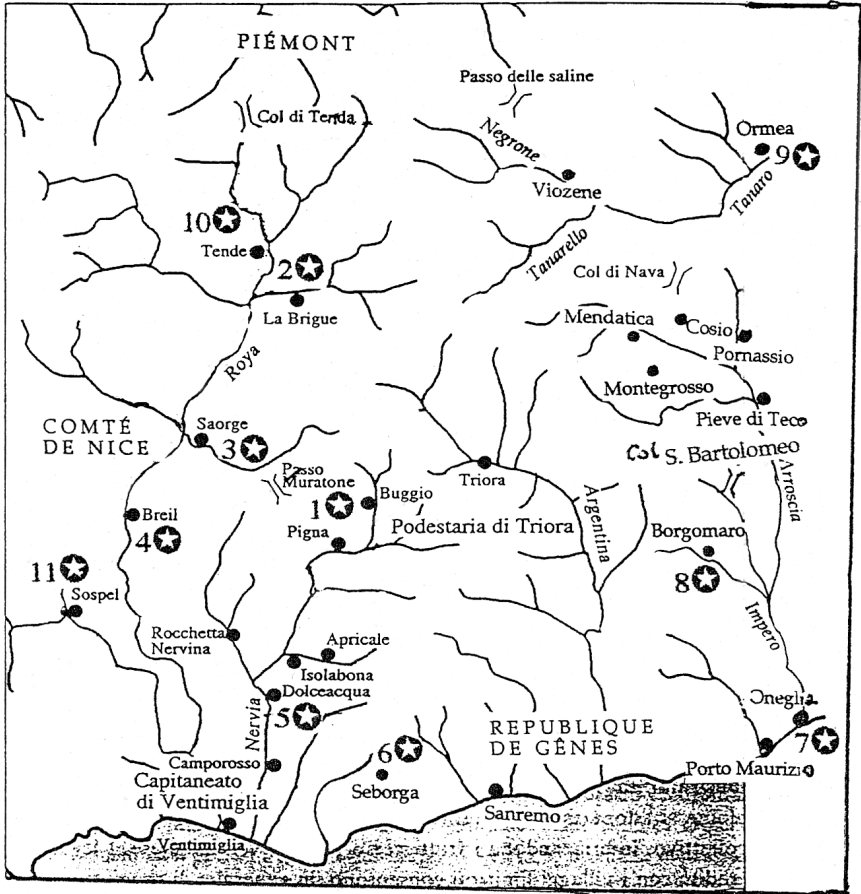 PIÉMONT
Passo delle saline
Col di Tenda
Negrone
Ormea
9
Viozene
Tanaro
10
Tende
2
Tanarello
Col di Nava
La Brigue
Mendatica
Cosio
Pornassio
Roya
Montegrosso
COMTÉ
DE NICE
Saorge
3
Pieve di Teco
Col S. Bartolomeo
Passo
Muratone
Triora
Arroscia
1
Buggio
Argentina
Breil
4
Pigna
Podestaria di Triora
Borgomaro
11
8
Sospel
Impero
Rocchetta
Nervina
Apricale
Isolabona
Dolceacqua
5
Nervia
Oneglia
REPUBLIQUE
DE GÊNES
6
7
Camporosso
Porto Maurizio
Capitaneato
di Ventimiglia
Seborga
Sanremo
Ventimiglia